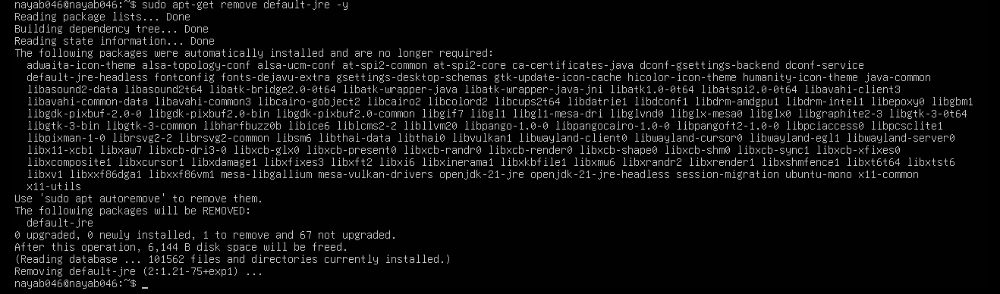 nayab046@nayab046:~$ sudo apt-get remove default-jre -y
Reading package lists... Done
Building dependency tree... Done
Reading state information... Done
The following packages were automatically installed and are no longer required:
  adwaita-icon-theme alsa-topology-conf alsa-ucm-conf at-spi2-common at-spi2-core ca-certificates-java dconf-gsettings-backend dconf-service
  default-jre-headless fontconfig fonts-dejavu-extra gsettings-desktop-schemas gtk-update-icon-cache hicolor-icon-theme humanity-icon-theme java-common
  libasound2-data libasound2t64 libatk-bridge2.0-0t64 libatk-wrapper-java libatk-wrapper-java-jni libatk1.0-0t64 libatspi2.0-0t64 libavahi-client3
  libavahi-common-data libavahi-common3 libcairo-gobject2 libcairo2 libcolord2 libcups2t64 libdatrie1 libdconf1 libdrm-amdgpu1 libdrm-intel1 libepoxy0 libgbm1
  libgdk-pixbuf-2.0-0 libgdk-pixbuf2.0-bin libgdk-pixbuf2.0-common libgif7 libgl1 libgl1-mesa-dri libglvnd0 libglx-mesa0 libglx0 libgraphite2-3 libgtk-3-0t64
  libgtk-3-bin libgtk-3-common libharfbuzz0b libice6 liblcms2-2 libllvm20 libpango-1.0-0 libpangocairo-1.0-0 libpangoft2-1.0-0 libpciaccess0 libpcsclite1
  libpixman-1-0 librsvg2-2 librsvg2-common libsm6 libthai-data libthai0 libvulkan1 libwayland-client0 libwayland-cursor0 libwayland-egl1 libwayland-server0
  libx11-xcb1 libxaw7 libxcb-dri3-0 libxcb-glx0 libxcb-present0 libxcb-randr0 libxcb-render0 libxcb-shape0 libxcb-shm0 libxcb-sync1 libxcb-xfixes0
  libxcomposite1 libxcursor1 libxdamage1 libxfixes3 libxft2 libxi6 libxinerama1 libxkbfile1 libxmu6 libxrandr2 libxrender1 libxshmfence1 libxt6t64 libxtst6
  libxv1 libxxf86dga1 libxxf86vm1 mesa-libgallium mesa-vulkan-drivers openjdk-21-jre openjdk-21-jre-headless session-migration ubuntu-mono x11-common
  x11-utils
Use 'sudo apt autoremove' to remove them.
The following packages will be REMOVED:
  default-jre
0 upgraded, 0 newly installed, 1 to remove and 67 not upgraded.
After this operation, 6,144 B disk space will be freed.
(Reading database ... 101562 files and directories currently installed.)
Removing default-jre (2:1.21-75+exp1) ...
nayab046@nayab046:~$ _